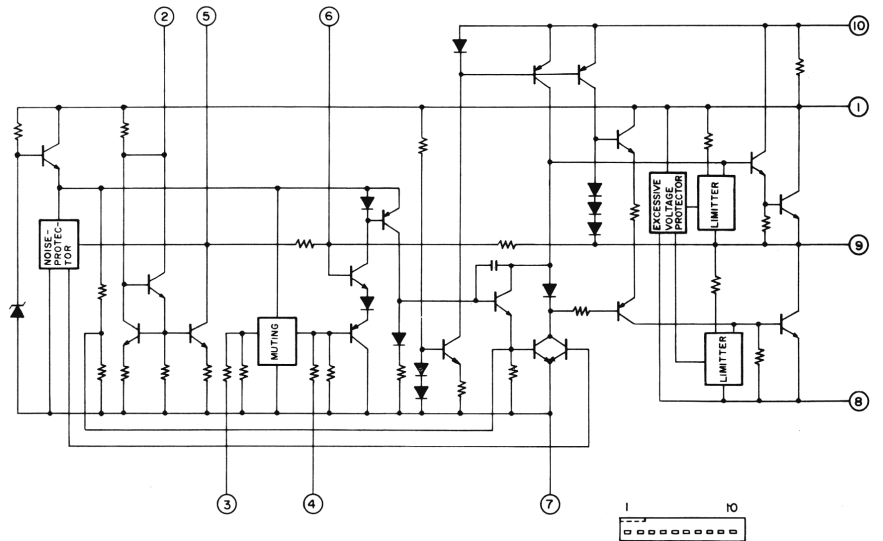 2 5 6 10
1
EXCESSIVE
VOLTAGE
PROTECTOR
LIMITTER
NOISE-
PROTEC-
TOR
9
MUTING
LIMITTER
8
3 4 7
1 10